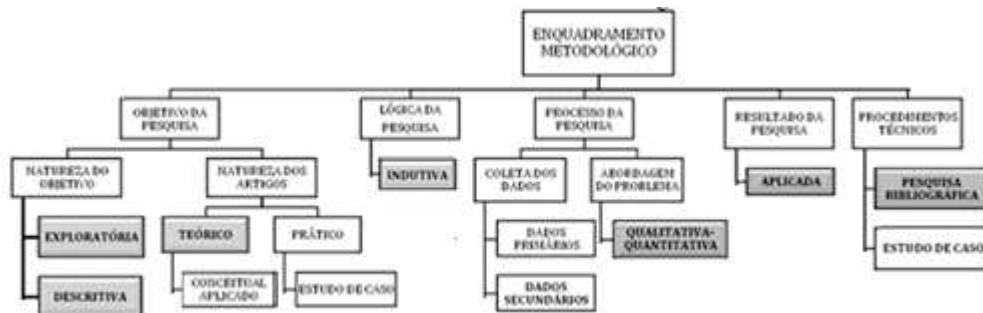 ENQUADRAMENTO
METODOLÓGICO
OBJETIVO DA
PESQUISA
LÓGICA DA
PESQUISA
PROCESSO DA
PESQUISA
RESULTADO DA
PESQUISA
PROCEDIMENTOS
TÉCNICOS
NATUREZA DO
OBJETIVO
NATUREZA DOS
ARTIGOS
INDUTIVA
COLETA DOS
DADOS
ABORDAGEM
DO PROBLEMA
APLICADA
PESQUISA
BIBLIOGRÁFICA
EXPLORATÓRIA
TEÓRICO
PRÁTICO
DADOS
PRIMÁRIOS
QUALITATIVA-
QUANTITATIVA
ESTUDO DE CASO
DESCRITIVA
CONCEITUAL
APLICADO
ESTUDO DE CASO
DADOS
SECUNDÁRIOS